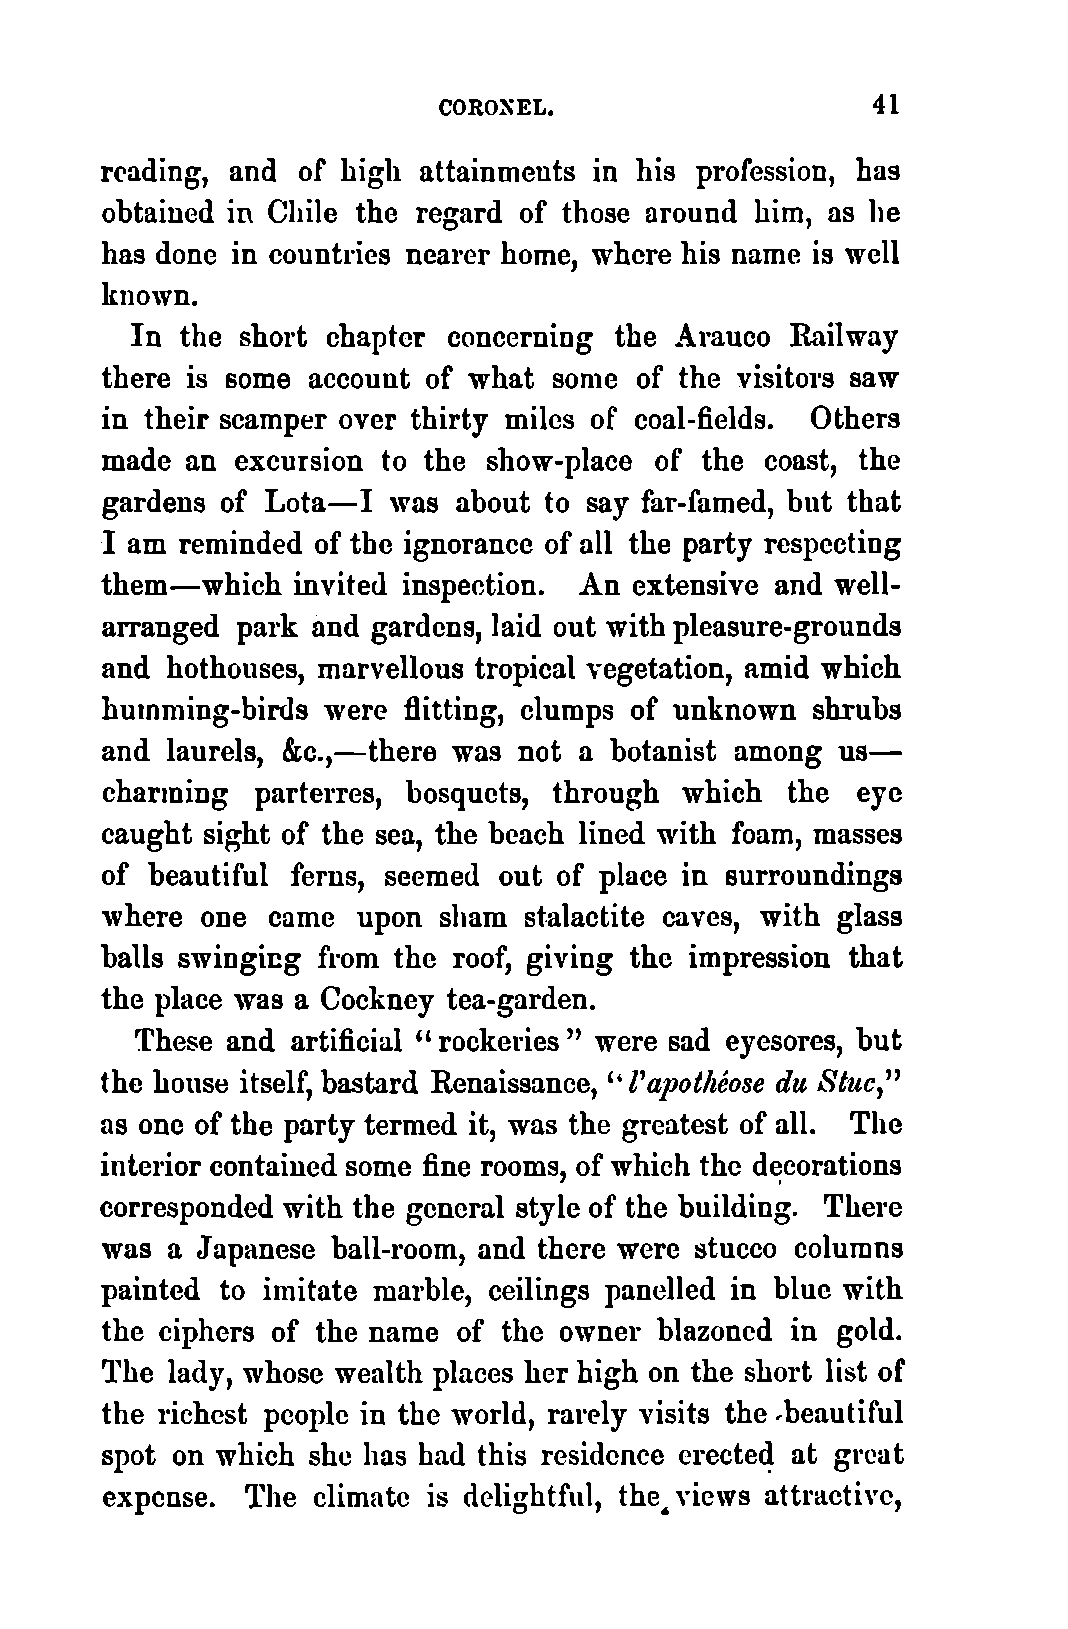 CORONEL. 41
reading, and of high attainments in his profession, has
obtained in Chile the regard of those around him, as he
has done in countries nearer home, where his name is well
known.
In the short chapter concerning the Arauco Railway
there is some account of what some of the visitors saw
in their scamper over thirty miles of coal-fields. Others
made an excursion to the show-place of the coast, the
gardens of Lota—I was about to say far-famed, but that
I am reminded of the ignorance of all the party respecting
them—which invited inspection. An extensive and well-
arranged park and gardens, laid out with pleasure-grounds
and hothouses, marvellous tropical vegetation, amid which
humming-birds were flitting, clumps of unknown shrubs
and laurels, &c.,—there was not a botanist among us—
charming parterres, bosquets, through which the eye
caught sight of the sea, the beach lined with foam, masses
of beautiful ferns, seemed out of place in surroundings
where one came upon sham stalactite caves, with glass
balls swinging from the roof, giving the impression that
the place was a Cockney tea-garden.
These and artificial “rockeries” were sad eyesores, but
the house itself, bastard Renaissance, “l'apothéose du Stuc,”
as one of the party termed it, was the greatest of all. The
interior contained some fine rooms, of which the decorations
corresponded with the general style of the building. There
was a Japanese ball-room, and there were stucco columns
painted to imitate marble, ceilings panelled in blue with
the ciphers of the name of the owner blazoned in gold.
The lady, whose wealth places her high on the short list of
the richest people in the world, rarely visits the beautiful
spot on which she has had this residence erected at great
expense. The climate is delightful, the views attractive,